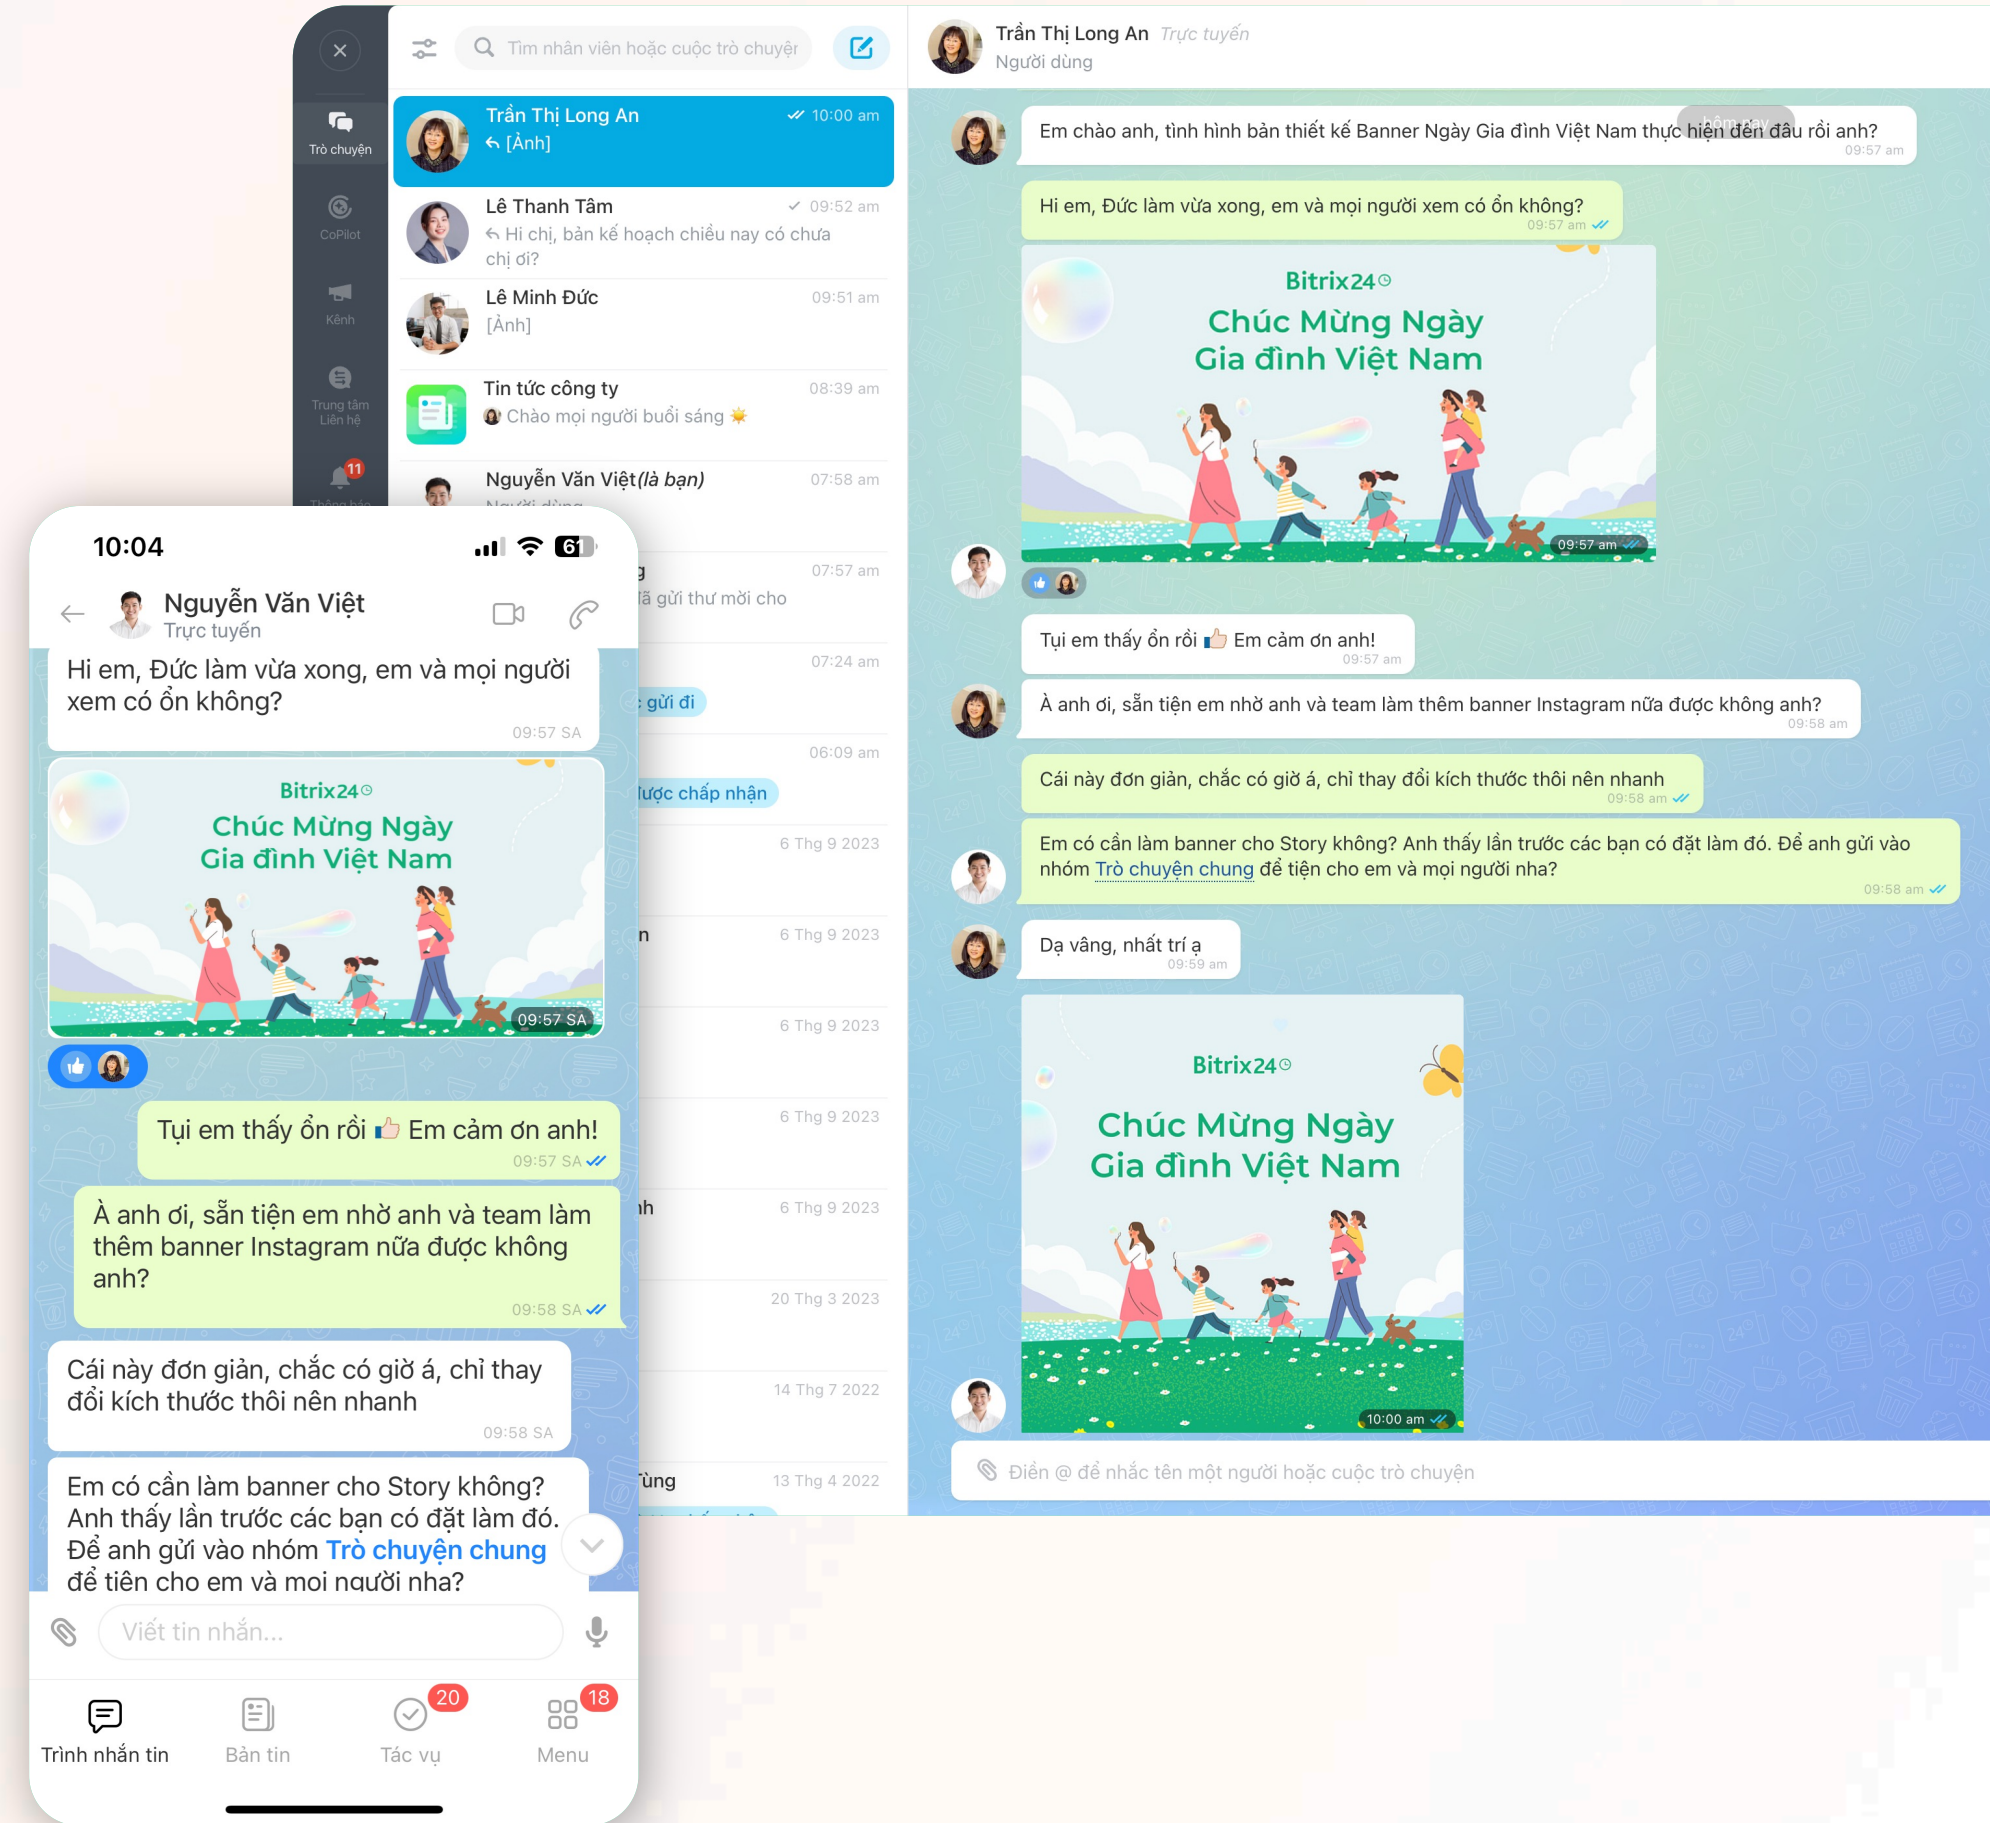 Trò chuyện
CoPilot
Kênh
Trung tâm
Liên hệ
11
Thông báo
Tìm nhân viên hoặc cuộc trò chuyện
Trần Thị Long An
10:00 am
[Ảnh]
Lê Thanh Tâm
09:52 am
Hi chị, bản kế hoạch chiều nay có chưa
chị ơi?
Lê Minh Đức
09:51 am
[Ảnh]
Tin tức công ty
08:39 am
Chào mọi người buổi sáng
Nguyễn Văn Việt(là bạn)
07:58 am
Người dùng
g
07:57 am
đã gửi thư mời cho
07:24 am
gửi đi
06:09 am
được chấp nhận
6 Thg 9 2023
n
6 Thg 9 2023
6 Thg 9 2023
6 Thg 9 2023
nh
6 Thg 9 2023
20 Thg 3 2023
14 Thg 7 2022
Tùng
13 Thg 4 2022
Trần Thị Long An Trực tuyến
Người dùng
hôm nay
Em chào anh, tình hình bản thiết kế Banner Ngày Gia đình Việt Nam thực hiện đến đâu rồi anh?
09:57 am
Hi em, Đức làm vừa xong, em và mọi người xem có ổn không?
09:57 am
Bitrix24
Chúc Mừng Ngày
Gia đình Việt Nam
09:57 am
Tụi em thấy ổn rồi 👍 Em cảm ơn anh!
09:57 am
À anh ơi, sẵn tiện em nhờ anh và team làm thêm banner Instagram nữa được không anh?
09:58 am
Cái này đơn giản, chắc có giờ á, chỉ thay đổi kích thước thôi nên nhanh
09:58 am
Em có cần làm banner cho Story không? Anh thấy lần trước các bạn có đặt làm đó. Để anh gửi vào
nhóm Trò chuyện chung để tiện cho em và mọi người nha?
09:58 am
Dạ vâng, nhất trí ạ
09:59 am
Bitrix24
Chúc Mừng Ngày
Gia đình Việt Nam
10:00 am
Điền @ để nhắc tên một người hoặc cuộc trò chuyện
10:04
61
Nguyễn Văn Việt
Trực tuyến
Hi em, Đức làm vừa xong, em và mọi người
xem có ổn không?
09:57 SA
Bitrix24
Chúc Mừng Ngày
Gia đình Việt Nam
09:57 SA
Tụi em thấy ổn rồi 👍 Em cảm ơn anh!
09:57 SA
À anh ơi, sẵn tiện em nhờ anh và team làm
thêm banner Instagram nữa được không
anh?
09:58 SA
Cái này đơn giản, chắc có giờ á, chỉ thay
đổi kích thước thôi nên nhanh
09:58 SA
Em có cần làm banner cho Story không?
Anh thấy lần trước các bạn có đặt làm đó.
Để anh gửi vào nhóm Trò chuyện chung
để tiện cho em và mọi người nha?
Viết tin nhắn...
20
18
Trình nhắn tin
Bản tin
Tác vụ
Menu